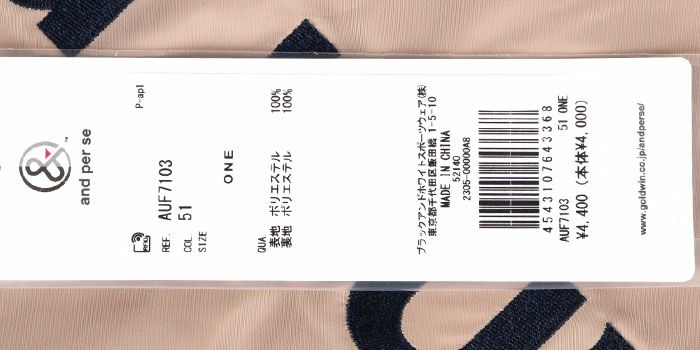 and per se
P-apl
REF. AUF7103
COL. 51
SIZE
ONE
QUA
表地 ポリエステル 100%
裏地 ポリエステル 100%
ブラックアンドホワイトスポーツウェア(株)
東京都千代田区飯田橋 1-5-10
MADE IN CHINA
52140
2305-00000A8
4543107643368
AUF7103 51 ONE
¥4,400 (本体¥4,000)
www.goldwin.co.jp/andperse/